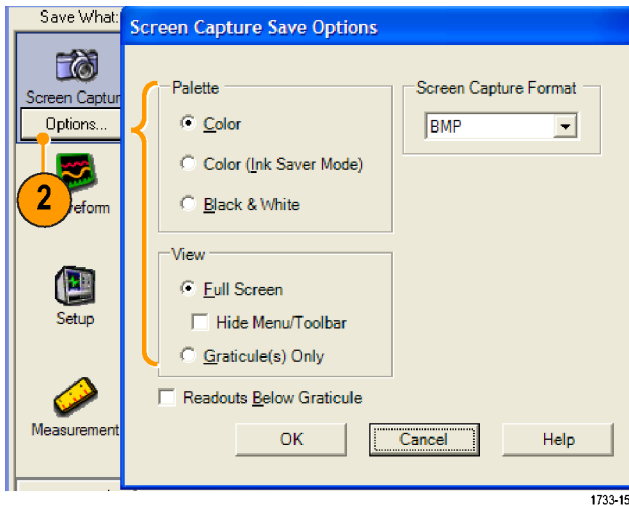 Save What:
Screen Capture Save Options
Screen Captur
Options...
2
eform
Setup
Measurement
Palette
Color
Color (Ink Saver Mode)
Black & White
View
Full Screen
Hide Menu/Toolbar
Graticule(s) Only
Readouts Below Graticule
Screen Capture Format
BMP
OK
Cancel
Help
1733-15